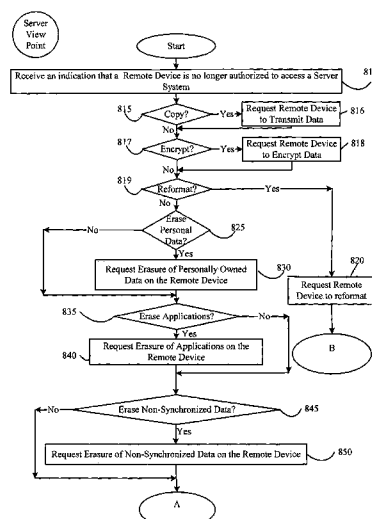 Server
View
Point
Start
Receive an indication that a Remote Device is no longer authorized to access a Server
System
81
815
Copy?
Yes
Request Remote Device
to Transmit Data
816
No
817
Encrypt?
Yes
Request Remote Device
to Encrypt Data
818
No
819
Reformat?
Yes
No
Erase
Personal
Data?
825
No
Yes
820
Request Erasure of Personally Owned
Data on the Remote Device
830
Request Remote
Device to reformat
835
Erase Applications?
No
B
Yes
840
Request Erasure of Applications on the
Remote Device
No
Erase Non-Synchronized Data?
845
Yes
Request Erasure of Non-Synchronized Data on the Remote Device
850
A